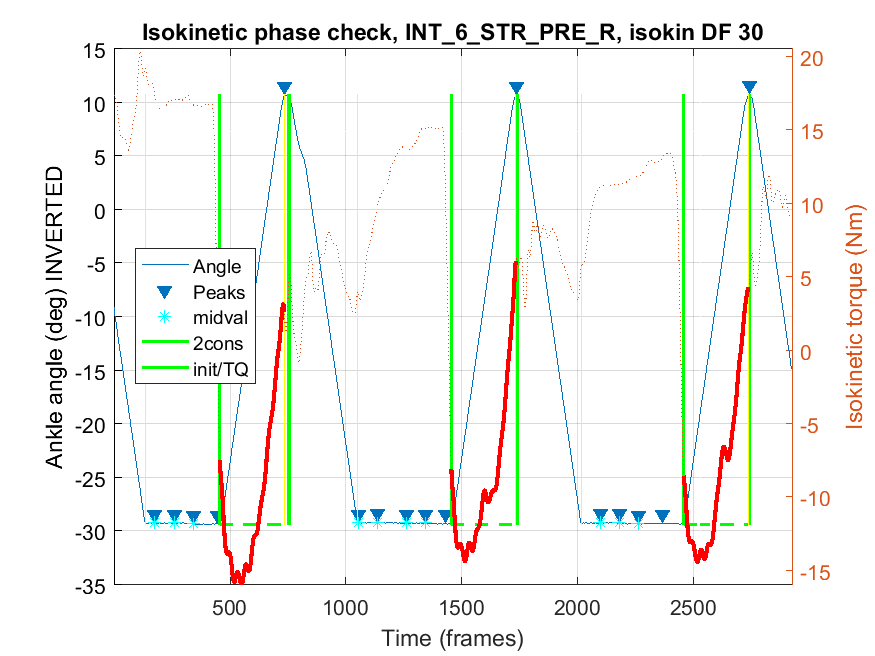 Isokinetic phase check, INT_6_STR_PRE_R, isokin DF 30
15
10
5
0
-5
-10
-15
-20
-25
-30
-35
Ankle angle (deg) INVERTED
Angle
Peaks
midval
2cons
init/TQ
20
15
10
5
0
-5
-10
-15
Isokinetic torque (Nm)
500
1000
1500
2000
2500
Time (frames)